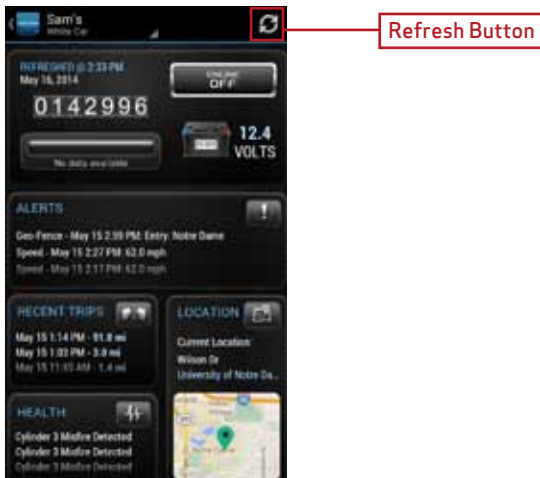 Sam's
White Car
Refresh Button
REFRESHED @ 2:33 PM
May 16, 2014
ENGINE
OFF
0142996
12.4
VOLTS
No data available
ALERTS
Geo-Fence - May 15 2:39 PM: Entry: Notre Dame
Speed - May 15 2:27 PM: 62.0 mph
Speed - May 15 2:17 PM: 62.0 mph
RECENT TRIPS
May 15 1:14 PM - 91.8 mi
May 15 1:03 PM - 3.0 mi
May 15 11:45 AM - 1.4 mi
LOCATION
Current Location
Wilson Dr
University of Notre Da...
HEALTH
Cylinder 3 Misfire Detected
Cylinder 3 Misfire Detected
Cylinder 3 Misfire Detected